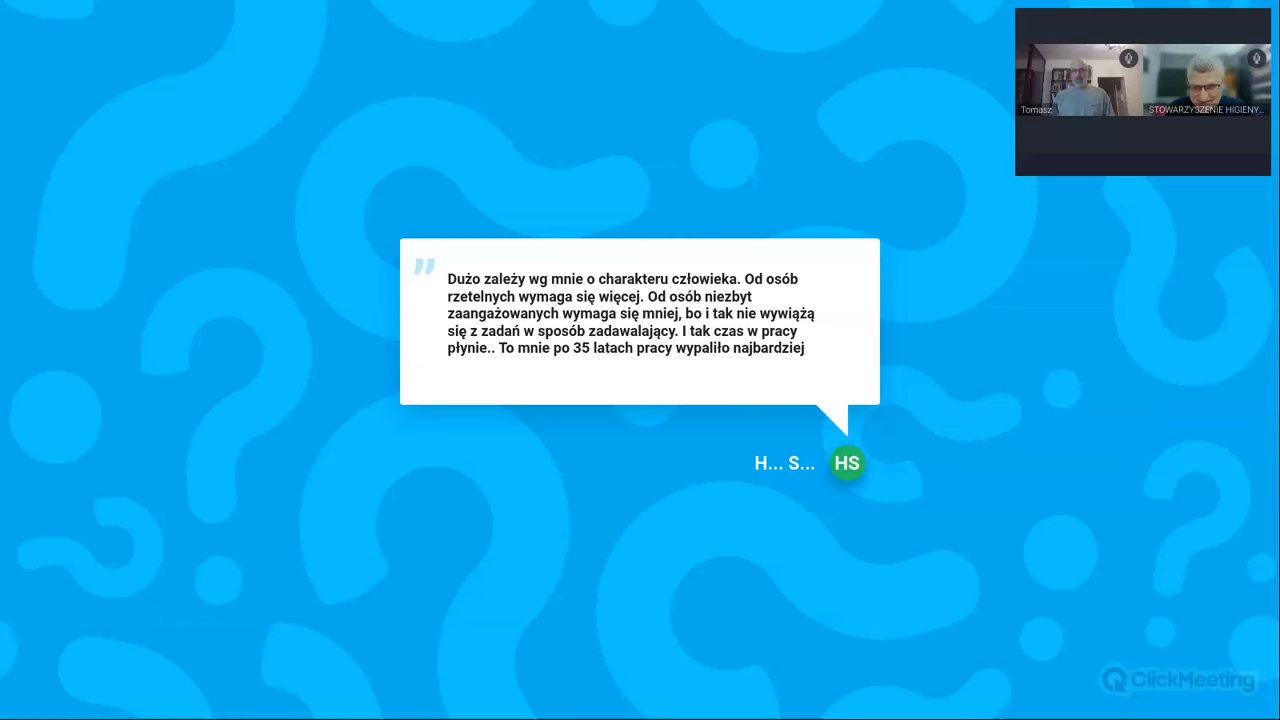 Tomasz
STOWARZYSZENIE HIGIENY...
Dużo zależy wg mnie o charakteru człowieka. Od osób
rzetelnych wymaga się więcej. Od osób niezbyt
zaangażowanych wymaga się mniej, bo i tak nie wywiążą
się z zadań w sposób zadawalający. I tak czas w pracy
płynie.. To mnie po 35 latach pracy wypaliło najbardziej
H... S...
HS
ClickMeeting